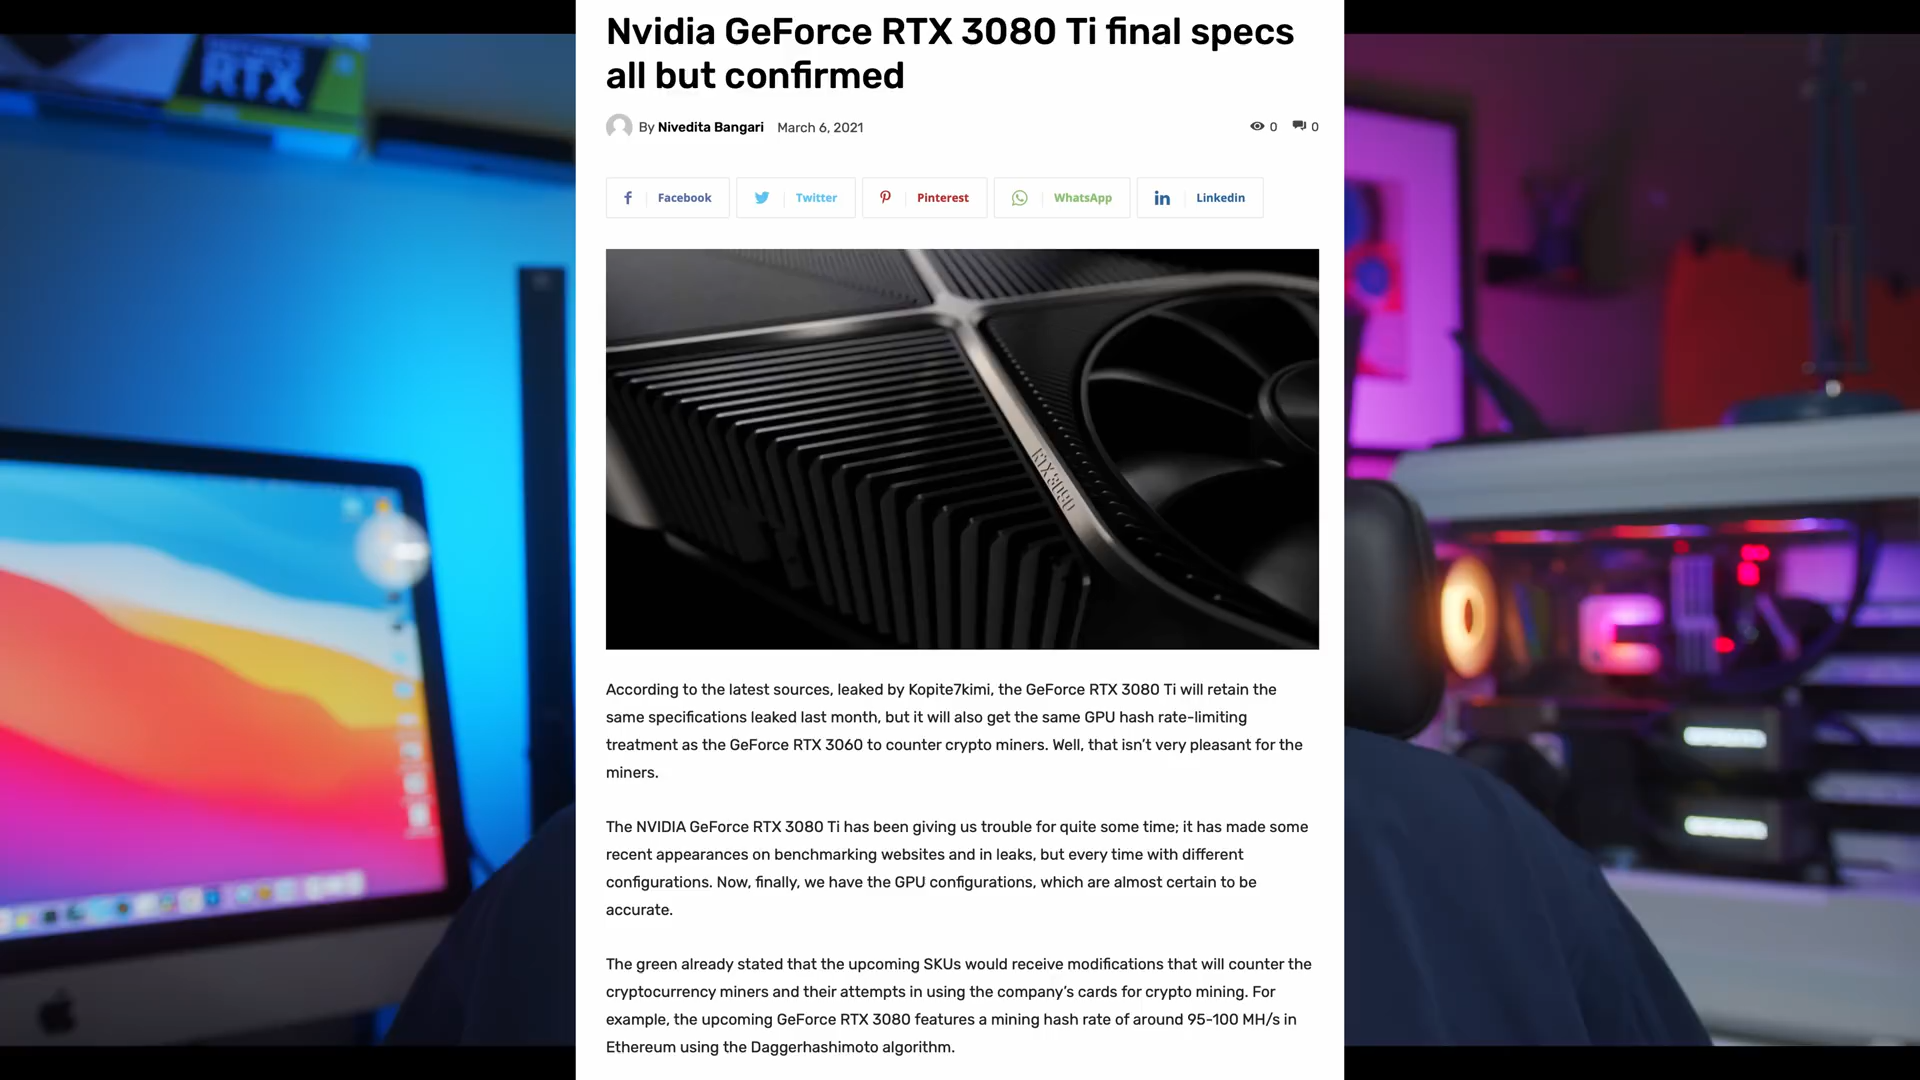 Nvidia GeForce RTX 3080 Ti final specs
all but confirmed
By Nivedita Bangari March 6, 2021
0 0
Facebook Twitter Pinterest WhatsApp Linkedin
RTX
RTX3080
According to the latest sources, leaked by Kopite7kimi, the GeForce RTX 3080 Ti will retain the
same specifications leaked last month, but it will also get the same GPU hash rate-limiting
treatment as the GeForce RTX 3060 to counter crypto miners. Well, that isn’t very pleasant for the
miners.
The NVIDIA GeForce RTX 3080 Ti has been giving us trouble for quite some time; it has made some
recent appearances on benchmarking websites and in leaks, but every time with different
configurations. Now, finally, we have the GPU configurations, which are almost certain to be
accurate.
The green already stated that the upcoming SKUs would receive modifications that will counter the
cryptocurrency miners and their attempts in using the company’s cards for crypto mining. For
example, the upcoming GeForce RTX 3080 features a mining hash rate of around 95-100 MH/s in
Ethereum using the Daggerhashimoto algorithm.